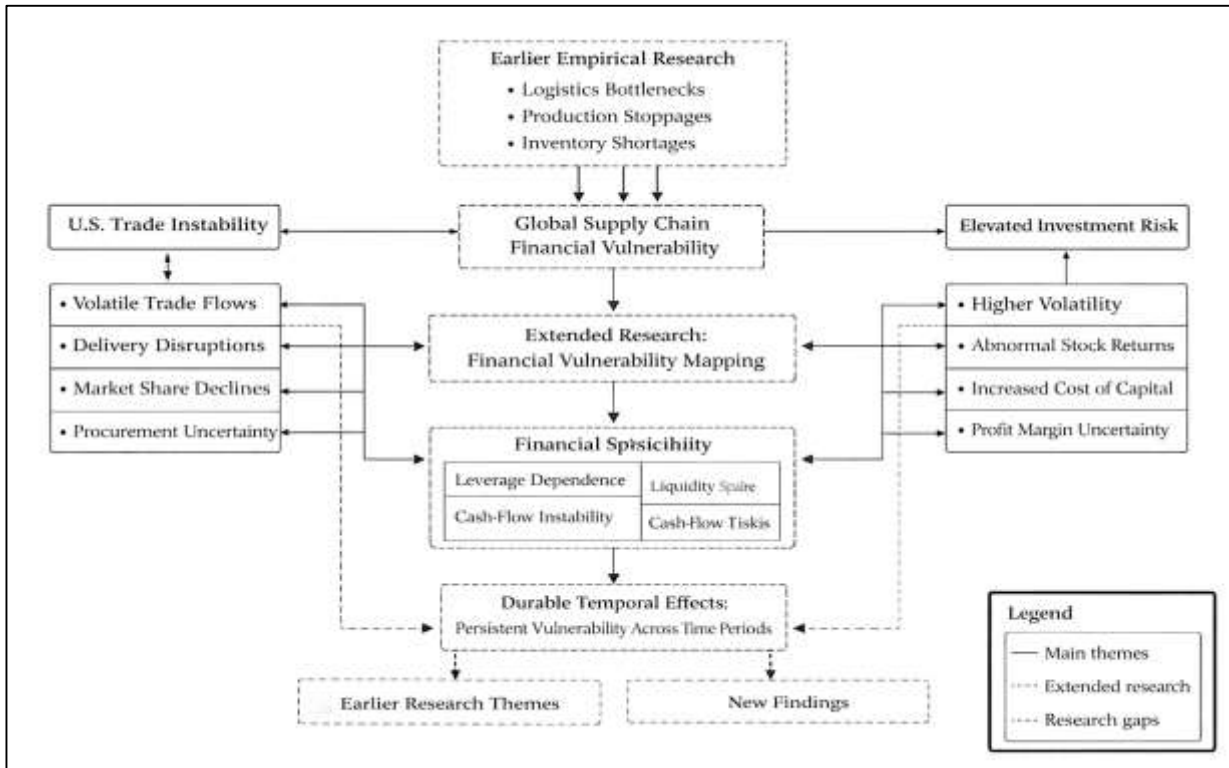 Earlier Empirical Research
• Logistics Bottlenecks
• Production Stoppages
• Inventory Shortages
U.S. Trade Instability
Global Supply Chain
Financial Vulnerability
Elevated Investment Risk
• Volatile Trade Flows
• Delivery Disruptions
• Market Share Declines
• Procurement Uncertainty
Extended Research:
Financial Vulnerability Mapping
• Higher Volatility
• Abnormal Stock Returns
• Increased Cost of Capital
• Profit Margin Uncertainty
Financial
Leverage Dependence
Liquidity
Cash-Flow Instability
Cash-Flow Tiskis
Durable Temporal Effects:
Persistent Vulnerability Across Time Periods
Earlier Research Themes
New Findings
Legend
Main themes
Extended research
Research gaps